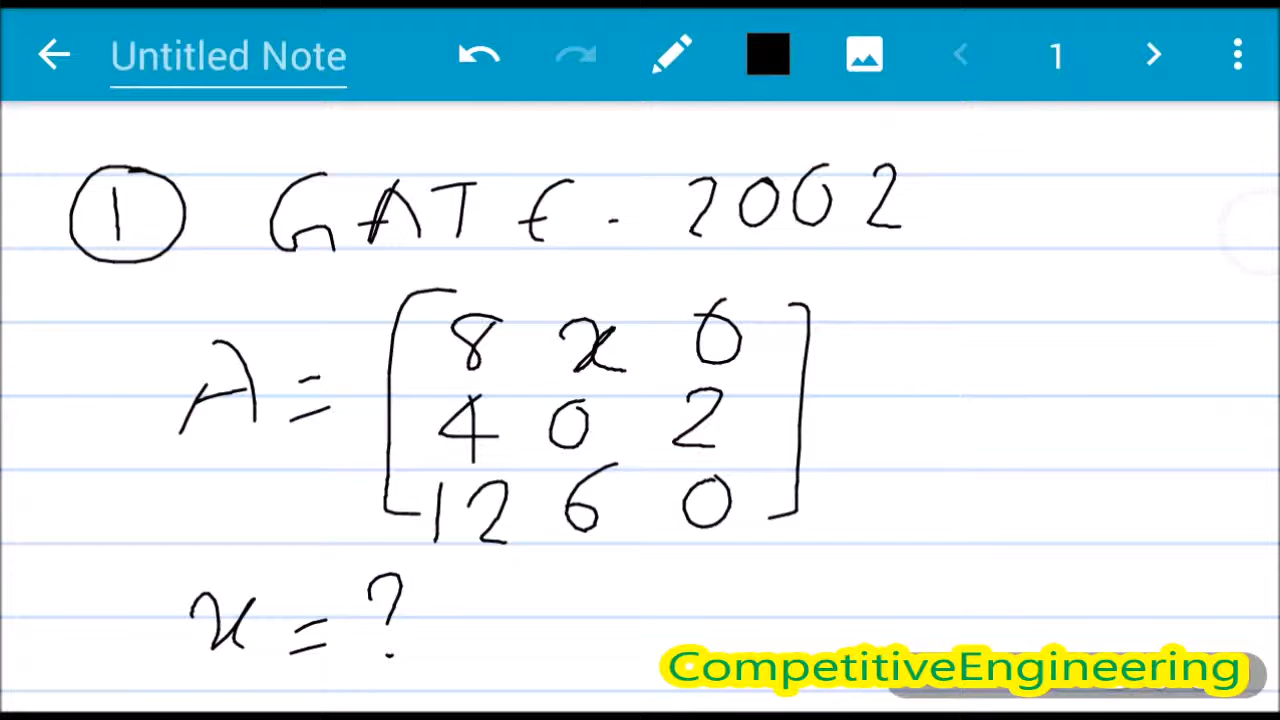 Untitled Note 1
① GATE - 2002
A = [ 8 x 0
4 0 2
12 6 0 ]
x = ?
CompetitiveEngineering